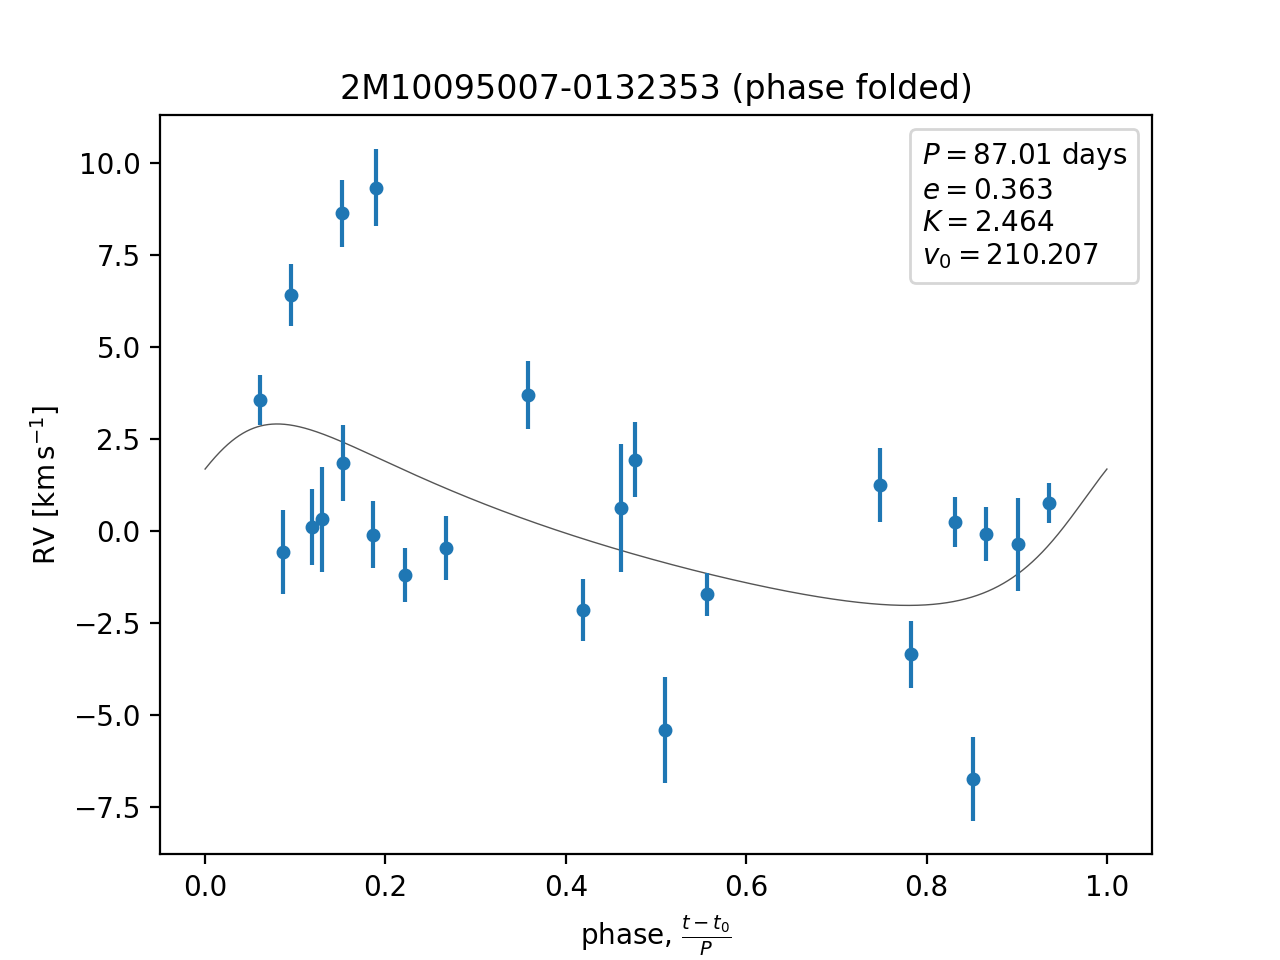 2M10095007-0132353 (phase folded)
P = 87.01 days
e = 0.363
K = 2.464
v₀ = 210.207
10.0
7.5
5.0
2.5
0.0
−2.5
−5.0
−7.5
RV [km s⁻¹]
0.0 0.2 0.4 0.6 0.8 1.0
phase, (t − t₀)/P